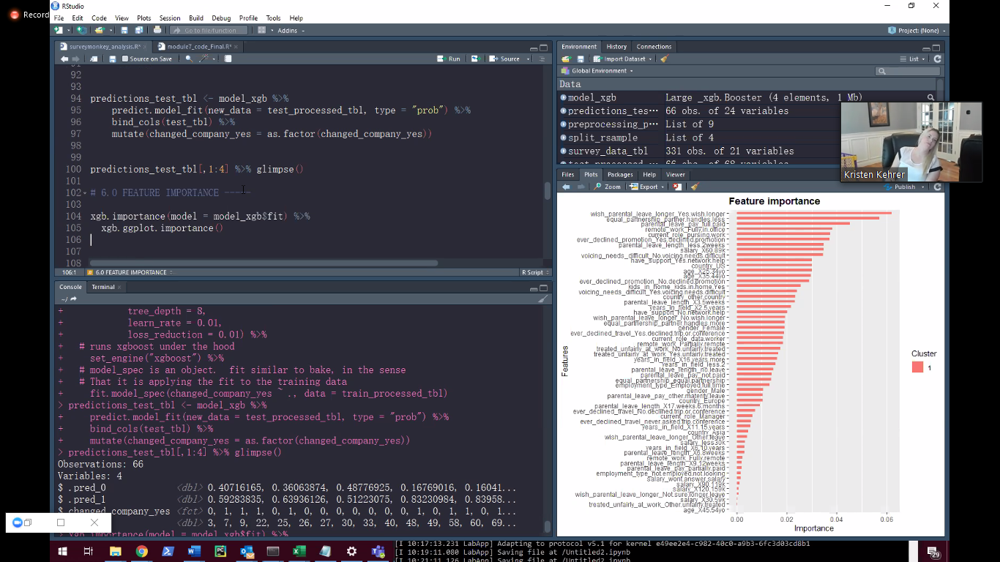 Record
RStudio
File Edit Code View Plots Session Build Debug Profile Tools Help
Go to file/function
Addins
Project: (None)
surveymonkey_analysis.R* module7_code_Final.R*
Source on Save
Run
Source
91
92
93
94 predictions_test_tbl <- model_xgb %>%
95 predict.model_fit(new_data = test_processed_tbl, type = "prob") %>%
96 bind_cols(test_tbl) %>%
97 mutate(changed_company_yes = as.factor(changed_company_yes))
98
99
100 predictions_test_tbl[,1:4] %>% glimpse()
101
102 # 6.0 FEATURE IMPORTANCE -----
103
104 xgb.importance(model = model_xgb$fit) %>%
105 xgb.ggplot.importance()
106
107
108
106:1 6.0 FEATURE IMPORTANCE R Script
Console Terminal
~/
+ tree_depth = 8,
+ learn_rate = 0.01,
+ loss_reduction = 0.01) %>%
+ # runs xgboost under the hood
+ set_engine("xgboost") %>%
+ # model_spec is an object. fit similar to bake, in the sense
+ # That it is applying the fit to the training data
+ fit.model_spec(changed_company_yes ~ ., data = train_processed_tbl)
> predictions_test_tbl <- model_xgb %>%
+ predict.model_fit(new_data = test_processed_tbl, type = "prob") %>%
+ bind_cols(test_tbl) %>%
+ mutate(changed_company_yes = as.factor(changed_company_yes))
> predictions_test_tbl[,1:4] %>% glimpse()
Observations: 66
Variables: 4
$ .pred_0 <dbl> 0.40716165, 0.36063874, 0.48776925, 0.16769016, 0.16041...
$ .pred_1 <dbl> 0.59283835, 0.63936126, 0.51223075, 0.83230984, 0.83958...
$ changed_company_yes <fct> 0, 1, 1, 1, 0, 1, 0, 0, 0, 0, 0, 1, 0, 1, 1, 0, 1...
<dbl> 3, 7, 9, 22, 25, 26, 27, 30, 33, 40, 48, 49, 58, 60, 69...
> xgb.importance(model = model_xgb$fit) %>%
Environment History Connections
Import Dataset
List
Global Environment
Data
model_xgb Large _xgb.Booster (4 elements, 1 Mb)
predictions_tes... 66 obs. of 24 variables
preprocessing_p... List of 9
split_rsample List of 4
survey_data_tbl 331 obs. of 21 variables
test_processed 66 obs. of 68 variables
Kristen Kehrer
Files Plots Packages Help Viewer
Zoom Export
Publish
Feature importance
wish_parental_leave_longer_Yes.wish.longer
equal_partnership_partner.handles.less
parental_leave_pay_full.paid
remote_work_Fully.in.office
current_role_pursing.work
ever_declined_promotion_Yes.declined.promotion
parental_leave_length_less.2weeks
salary_X60.89k
voicing_needs_difficult_No.voicing.needs.difficult
have_support_Yes.network.help
country_US
age_X25.34yo
age_X35.44yo
ever_declined_promotion_No.declined.promotion
kids_in_home_kids.in.home.Yes
voicing_needs_difficult_Yes.voicing.needs.difficult
country_other.country
parental_leave_length_X3.5weeks
years_in_field_X2.5.years
have_support_No.network.help
wish_parental_leave_longer_No.wish.longer
equal_partnership_partner.handles.more
gender_Female
ever_declined_travel_Yes.declined.trip.or.conference
current_role_data.worker
remote_work_Partially.remote
treated_unfairly_at_work_No.unfairly.treated
treated_unfairly_at_work_Yes.unfairly.treated
years_in_field_X16.years.more
years_in_field_less.2
parental_leave_length_no.leave
parental_leave_pay_not.paid
equal_partnership_equal.partnership
employment_type_Employed.full.time
gender_Male
parental_leave_pay_other.maternity.leave
country_Europe
parental_leave_length_X17.weeks.6.months
ever_declined_travel_No.declined.trip.or.conference
current_role_Manager
ever_declined_travel_never.asked.trip.conference
years_in_field_X11.15.years
country_Asia
wish_parental_leave_longer_Other.leave
salary_less30k
years_in_field_X6.10.years
parental_leave_length_X6.8weeks
remote_work_Fully.remote
parental_leave_length_X9.12weeks
parental_leave_pay_partially.paid
employment_type_not.employed.not.looking
salary_wont.answer.salary
salary_X90.119k
salary_X120.159k
wish_parental_leave_longer_Not.sure.longer.leave
salary_X30.59k
treated_unfairly_at_work_Other.unfairly.treated
age_X45.54yo
Features
0.00 0.02 0.04 0.06
Importance
Cluster
1
[I 10:17:13.231 LabApp] Adapting to protocol v5.1 for kernel e49ee2e4-c982-40c0-a9b3-6fc3d03cd8b1
[I 10:19:11.080 LabApp] Saving file at /Untitled2.ipynb
[I 10:21:11.126 LabApp] Saving file at /Untitled2.ipynb
29